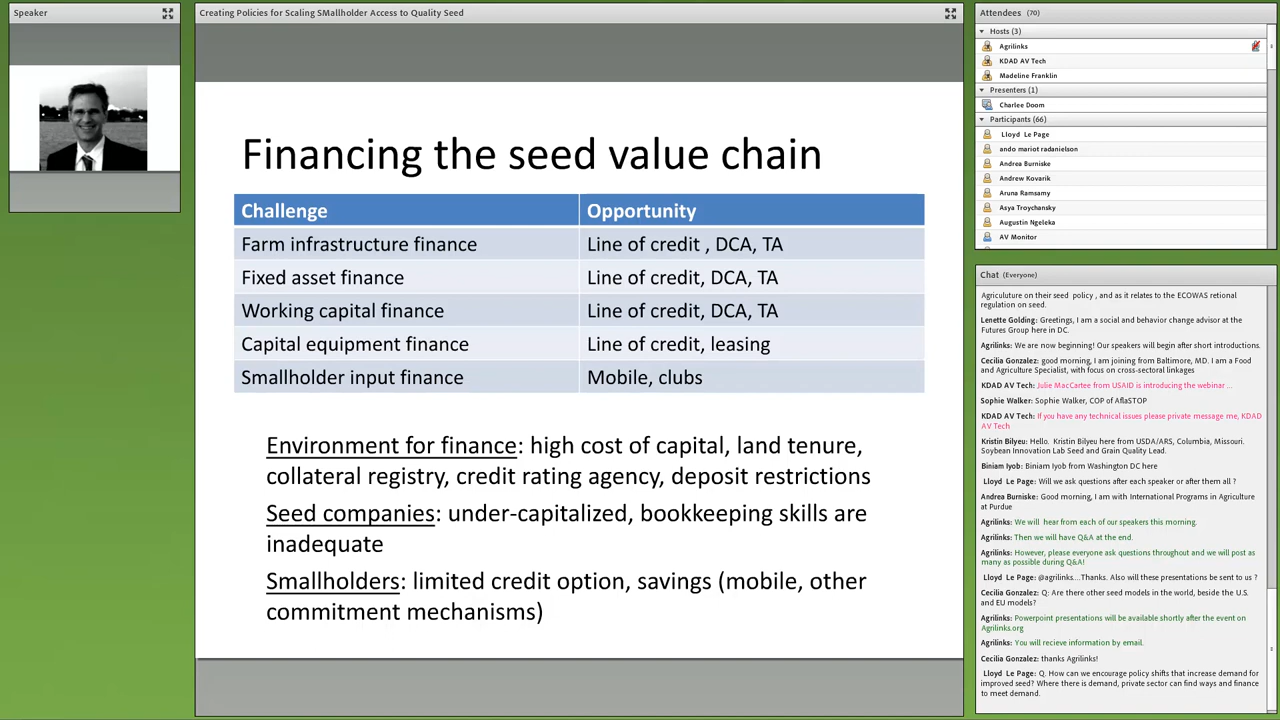 Speaker
Creating Policies for Scaling SMallholder Access to Quality Seed
Financing the seed value chain
Challenge Opportunity
Farm infrastructure finance Line of credit , DCA, TA
Fixed asset finance Line of credit, DCA, TA
Working capital finance Line of credit, DCA, TA
Capital equipment finance Line of credit, leasing
Smallholder input finance Mobile, clubs
Environment for finance: high cost of capital, land tenure,
collateral registry, credit rating agency, deposit restrictions
Seed companies: under-capitalized, bookkeeping skills are
inadequate
Smallholders: limited credit option, savings (mobile, other
commitment mechanisms)
Attendees (70)
Hosts (3)
Agrilinks
KDAD AV Tech
Madeline Franklin
Presenters (1)
Charlee Doom
Participants (66)
Lloyd Le Page
ando mariot radanielson
Andrea Burniske
Andrew Kovarik
Aruna Ramsamy
Asya Troychansky
Augustin Ngeleka
AV Monitor
Chat (Everyone)
Agriculuture on their seed policy , and as it relates to the ECOWAS retional
regulation on seed.
Lenette Golding: Greetings, I am a social and behavior change advisor at the
Futures Group here in DC.
Agrilinks: We are now beginning! Our speakers will begin after short introductions.
Cecilia Gonzalez: good morning, I am joining from Baltimore, MD. I am a Food
and Agriculture Specialist, with focus on cross-sectoral linkages
KDAD AV Tech: Julie MacCartee from USAID is introducing the webinar ...
Sophie Walker: Sophie Walker, COP of AflaSTOP
KDAD AV Tech: If you have any technical issues please private message me, KDAD
AV Tech
Kristin Bilyeu: Hello. Kristin Bilyeu here from USDA/ARS, Columbia, Missouri.
Soybean Innovation Lab Seed and Grain Quality Lead.
Biniam Iyob: Biniam Iyob from Washington DC here
Lloyd Le Page: Will we ask questions after each speaker or after them all ?
Andrea Burniske: Good morning, I am with International Programs in Agriculture
at Purdue
Agrilinks: We will hear from each of our speakers this morning.
Agrilinks: Then we will have Q&A at the end.
Agrilinks: However, please everyone ask questions throughout and we will post as
many as possible during Q&A!
Lloyd Le Page: @agrilinks....Thanks. Also will these presentations be sent to us ?
Cecilia Gonzalez: Q: Are there other seed models in the world, beside the U.S.
and EU models?
Agrilinks: Powerpoint presentations will be available shortly after the event on
Agrilinks.org
Agrilinks: You will recieve information by email.
Cecilia Gonzalez: thanks Agrilinks!
Lloyd Le Page: Q. How can we encourage policy shifts that increase demand for
improved seed? Where there is demand, private sector can find ways and finance
to meet demand.